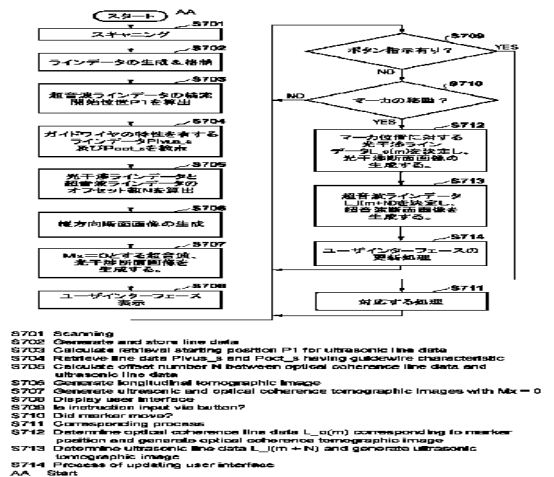 スタート
AA
S701
スキャニング
S702
ラインデータの生成&格納
S703
超音波ラインデータの検索
開始位置P1を算出
S704
ガイドワイヤの特性を有する
ラインデータPivus_s
及びPoct_sを検索
S705
光干渉ラインデータと
超音波ラインデータの
オフセット数Nを算出
S706
断面画像の生成
S707
Mx=0とする超音波、
光干渉断面画像を
生成する。
S708
ユーザインターフェース
表示
S709
ボタン指示有り?
YES
NO
S710
マーカの移動?
NO
YES
S712
マーカ位置に対する
光干渉ライン
データL_o(m)を決定し、
光干渉断面画像の
生成する。
S713
超音波ラインデータ
L_i(m+N)を決定し、
超音波断面画像を
生成する。
S714
ユーザインターフェースの
更新処理
S711
対応する処理
S701 Scanning
S702 Generate and store line data
S703 Calculate retrieval starting position P1 for ultrasonic line data
S704 Retrieve line data Pivus_s and Poct_s having guidewire characteristic
S705 Calculate offset number N between optical coherence line data and
ultrasonic line data
S706 Generate longitudinal tomographic image
S707 Generate ultrasonic and optical coherence tomographic images with Mx = 0
S708 Display user interface
S709 Is instruction input via button?
S710 Did marker move?
S711 Corresponding process
S712 Determine optical coherence line data L_o(m) corresponding to marker
position and generate optical coherence tomographic image
S713 Determine ultrasonic line data L_i(m + N) and generate ultrasonic
tomographic image
S714 Process of updating user interface
AA Start